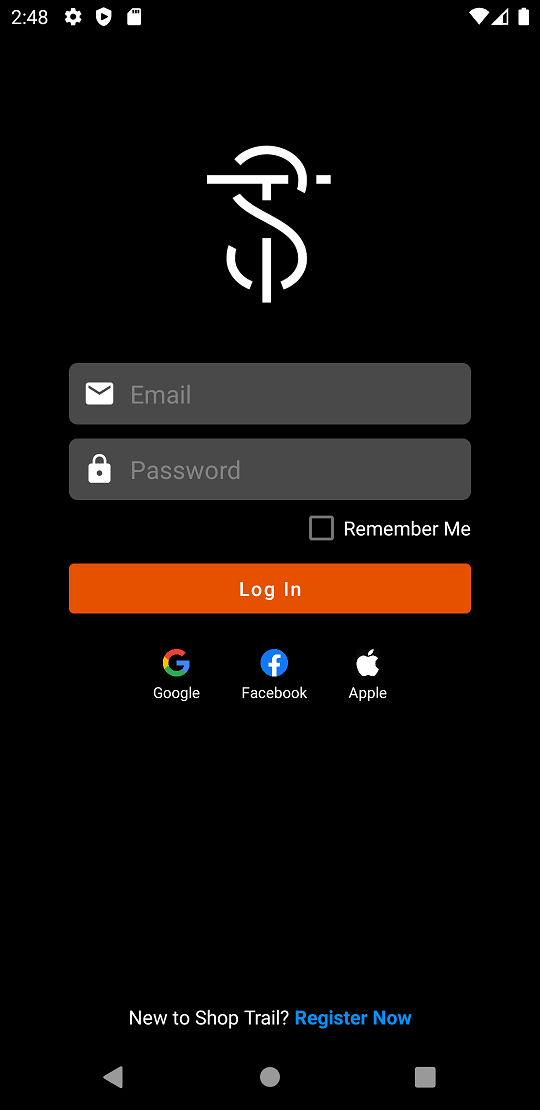 2:48
Email
Password
Remember Me
Log In
Google
Facebook
Apple
New to Shop Trail? Register Now